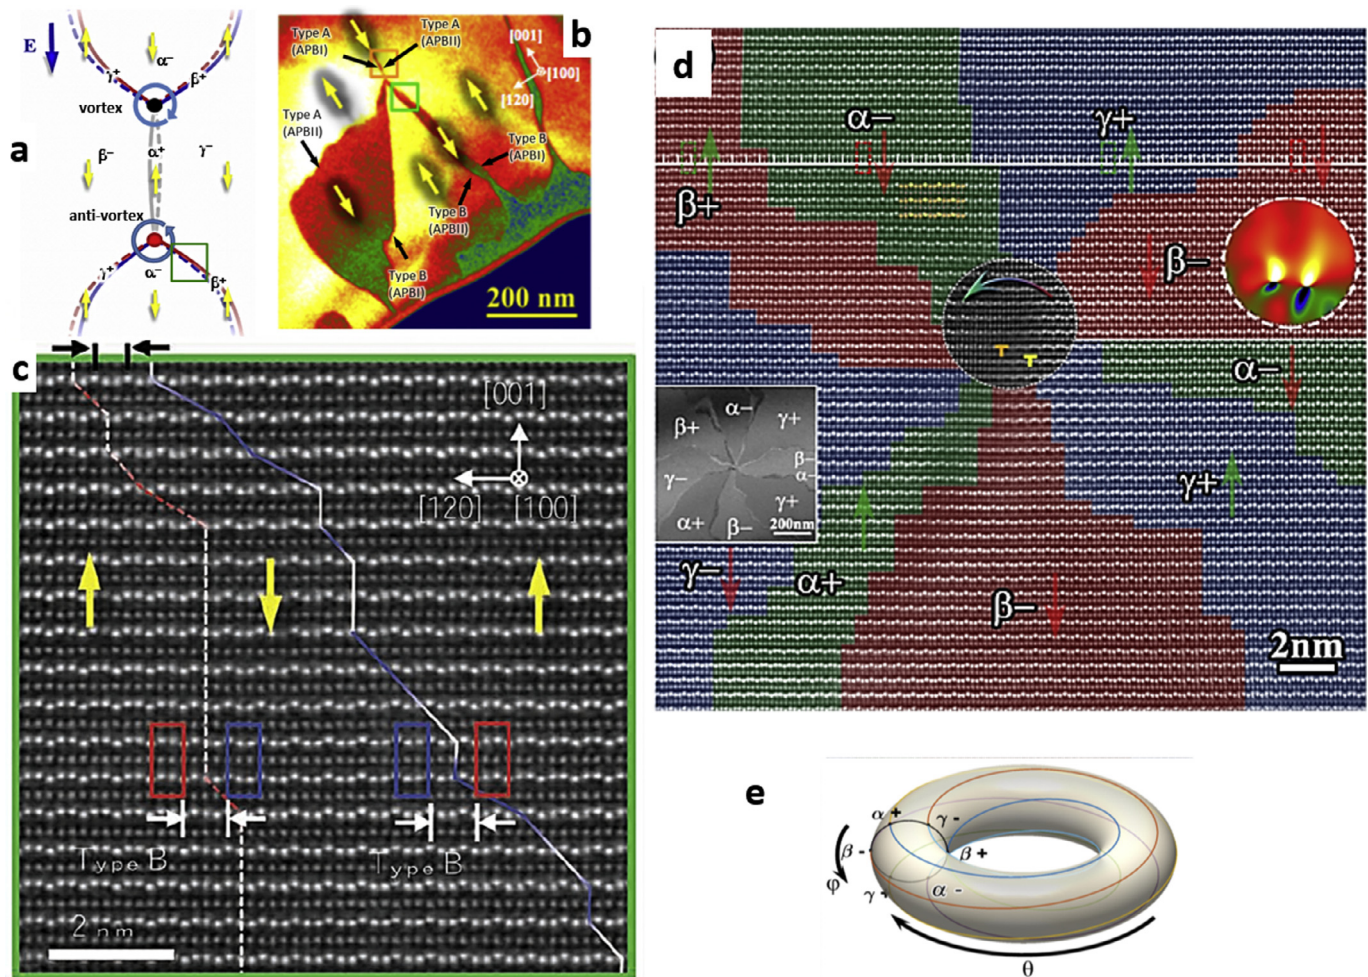 a
E
γ+
α−
β+
vortex
β−
α+
γ−
anti-vortex
γ+
α−
β+
b
Type A
(APBI)
Type A
(APBII)
[001]
[100]
[120]
Type A
(APBII)
Type B
(APBI)
Type B
(APBII)
Type B
(APBI)
200 nm
c
[001]
[120]
[100]
Type B
Type B
2 nm
d
α−
γ+
β+
β−
α−
γ+
γ−
α+
β−
2nm
α−
β+
γ+
β−
α−
γ−
γ+
α+
β−
200nm
e
α +
γ -
β -
β +
φ
γ +
α -
θ